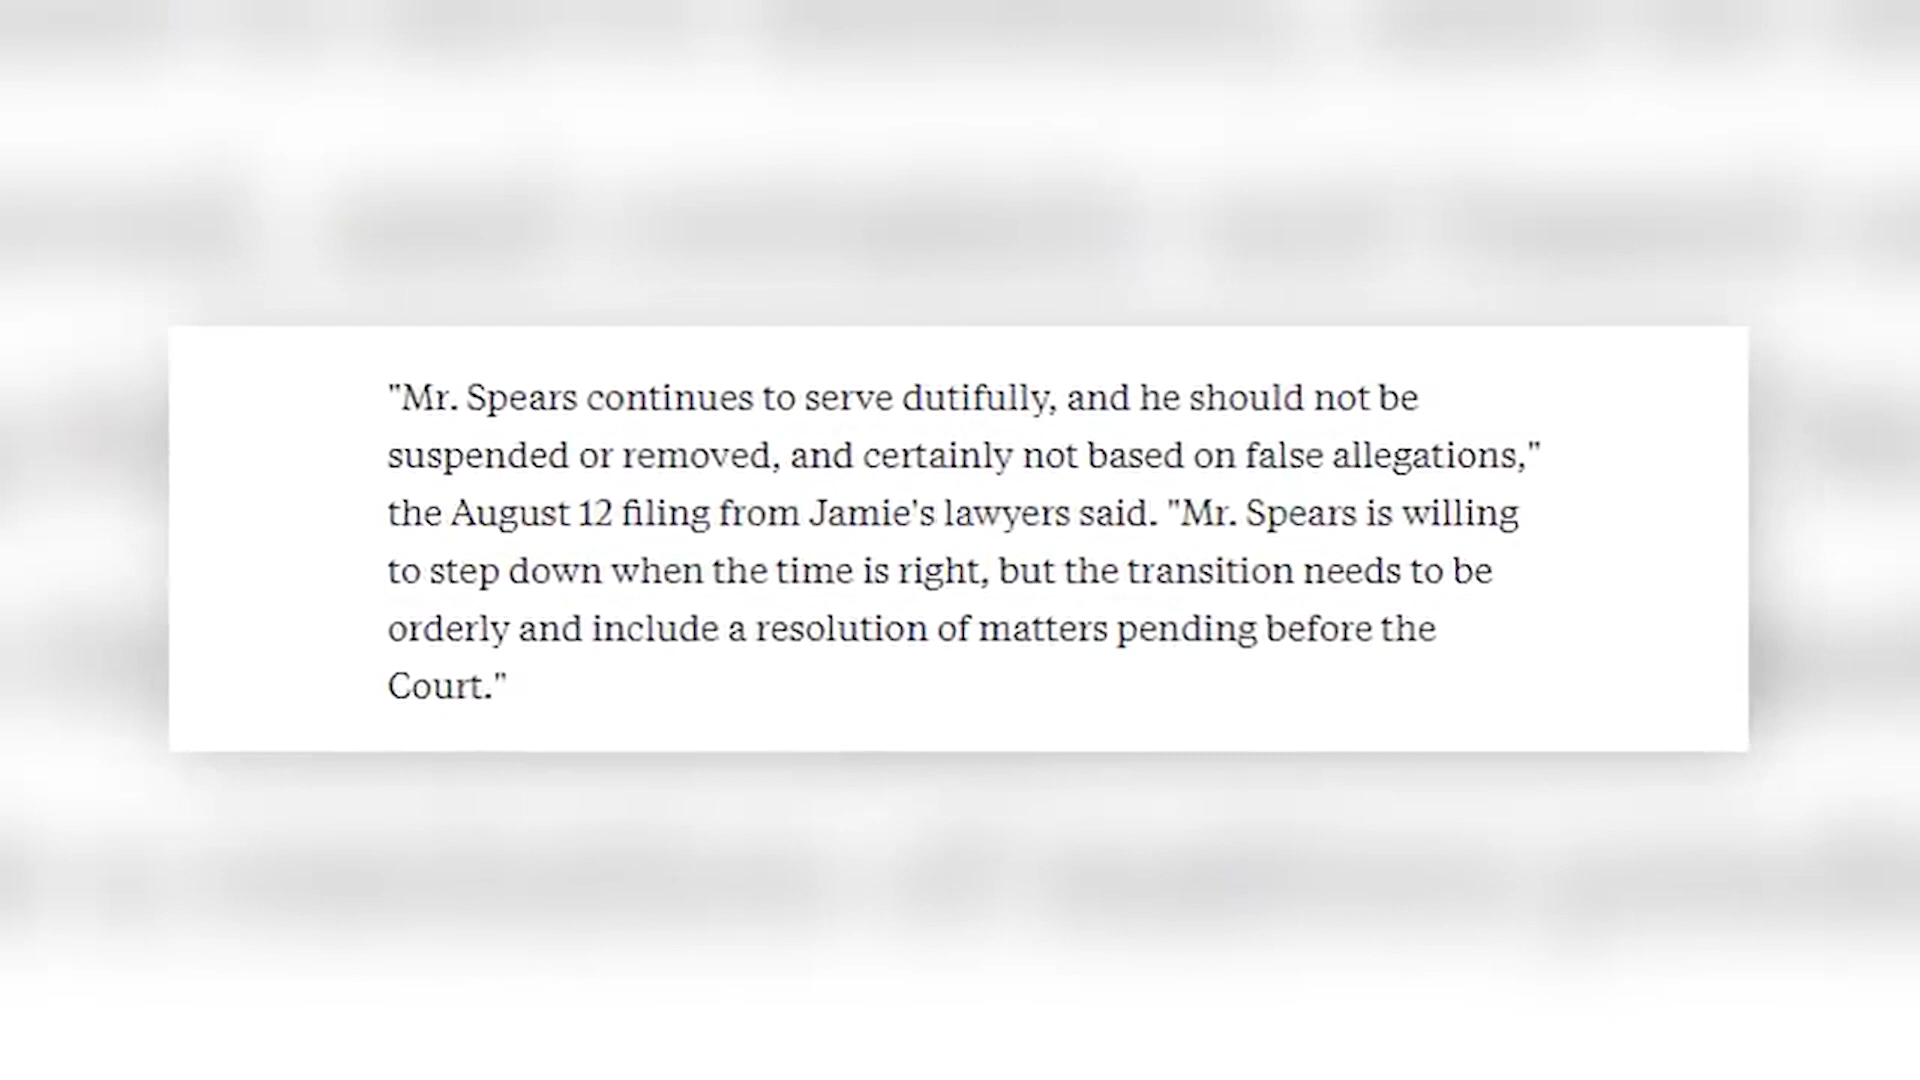 "Mr. Spears continues to serve dutifully, and he should not be
suspended or removed, and certainly not based on false allegations,"
the August 12 filing from Jamie's lawyers said. "Mr. Spears is willing
to step down when the time is right, but the transition needs to be
orderly and include a resolution of matters pending before the
Court."